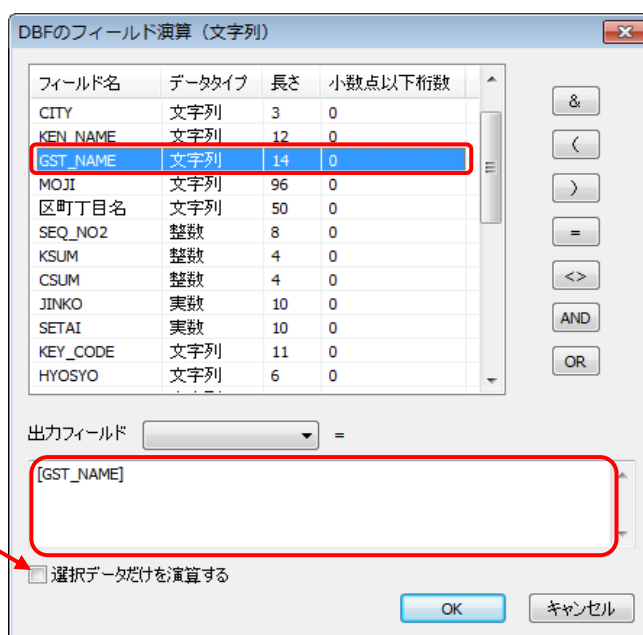 DBFのフィールド演算（文字列）
フィールド名 データタイプ 長さ 小数点以下桁数
CITY 文字列 3 0
KEN_NAME 文字列 12 0
GST_NAME 文字列 14 0
MOJI 文字列 96 0
区町丁目名 文字列 50 0
SEQ_NO2 整数 8 0
KSUM 整数 4 0
CSUM 整数 4 0
JINKO 実数 10 0
SETAI 実数 10 0
KEY_CODE 文字列 11 0
HYOSYO 文字列 6 0
&
(
)
=
<>
AND
OR
出力フィールド =
[GST_NAME]
選択データだけを演算する
OK キャンセル